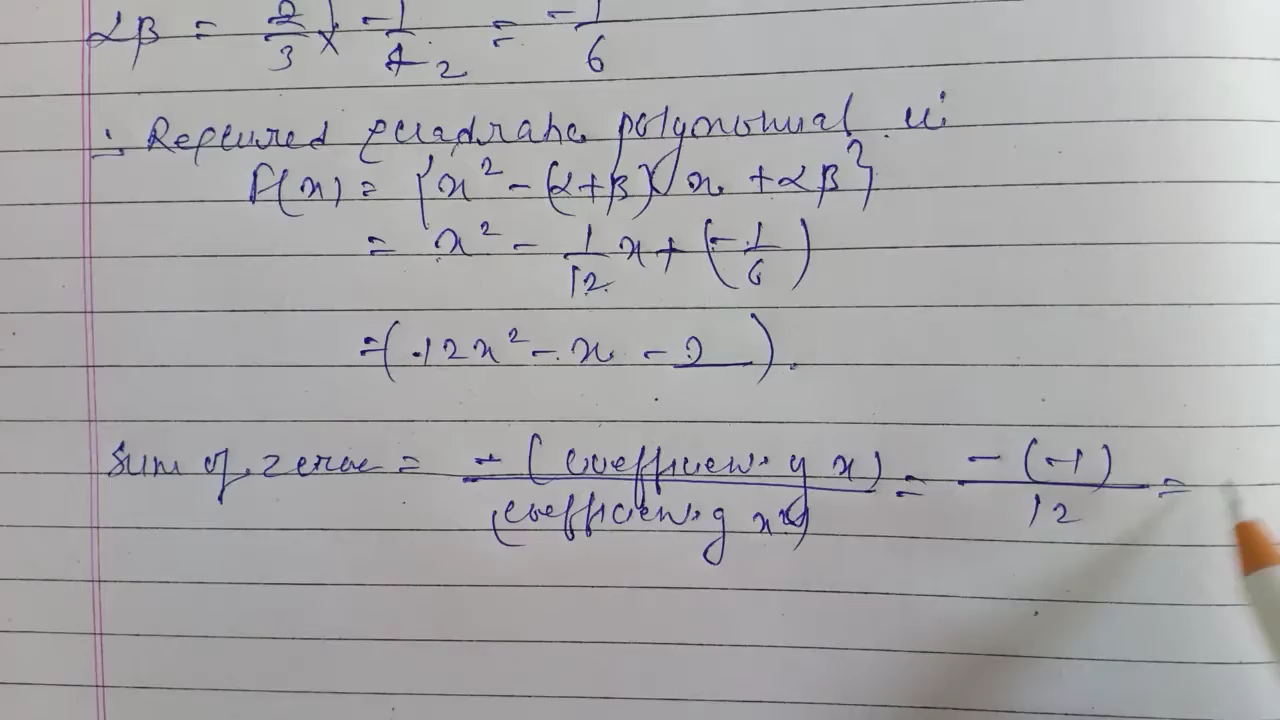 αβ = 2/3 × -1/4 2 = -1/6
∴ Required quadratic polynomial is
f(x) = {x² - (α+β)x + αβ}
= x² - 1/12 x + (-1/6)
= (12x² - x - 2).
Sum of zeroe = -(coefficient of x)/(coefficient of x²) = -(-1)/12 =